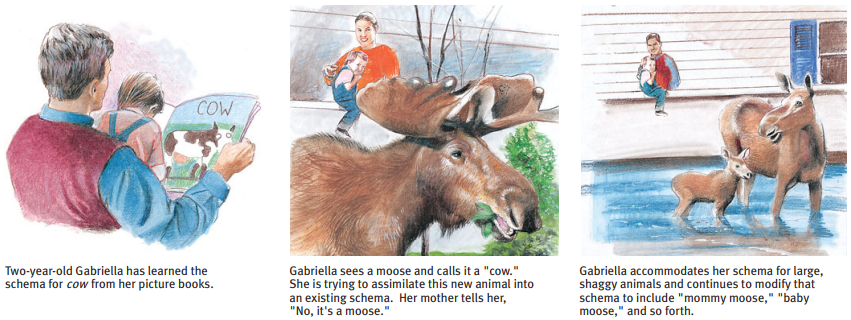 COW
Two-year-old Gabriella has learned the
schema for cow from her picture books.
Gabriella sees a moose and calls it a "cow."
She is trying to assimilate this new animal into
an existing schema. Her mother tells her,
"No, it's a moose."
Gabriella accommodates her schema for large,
shaggy animals and continues to modify that
schema to include "mommy moose," "baby
moose," and so forth.